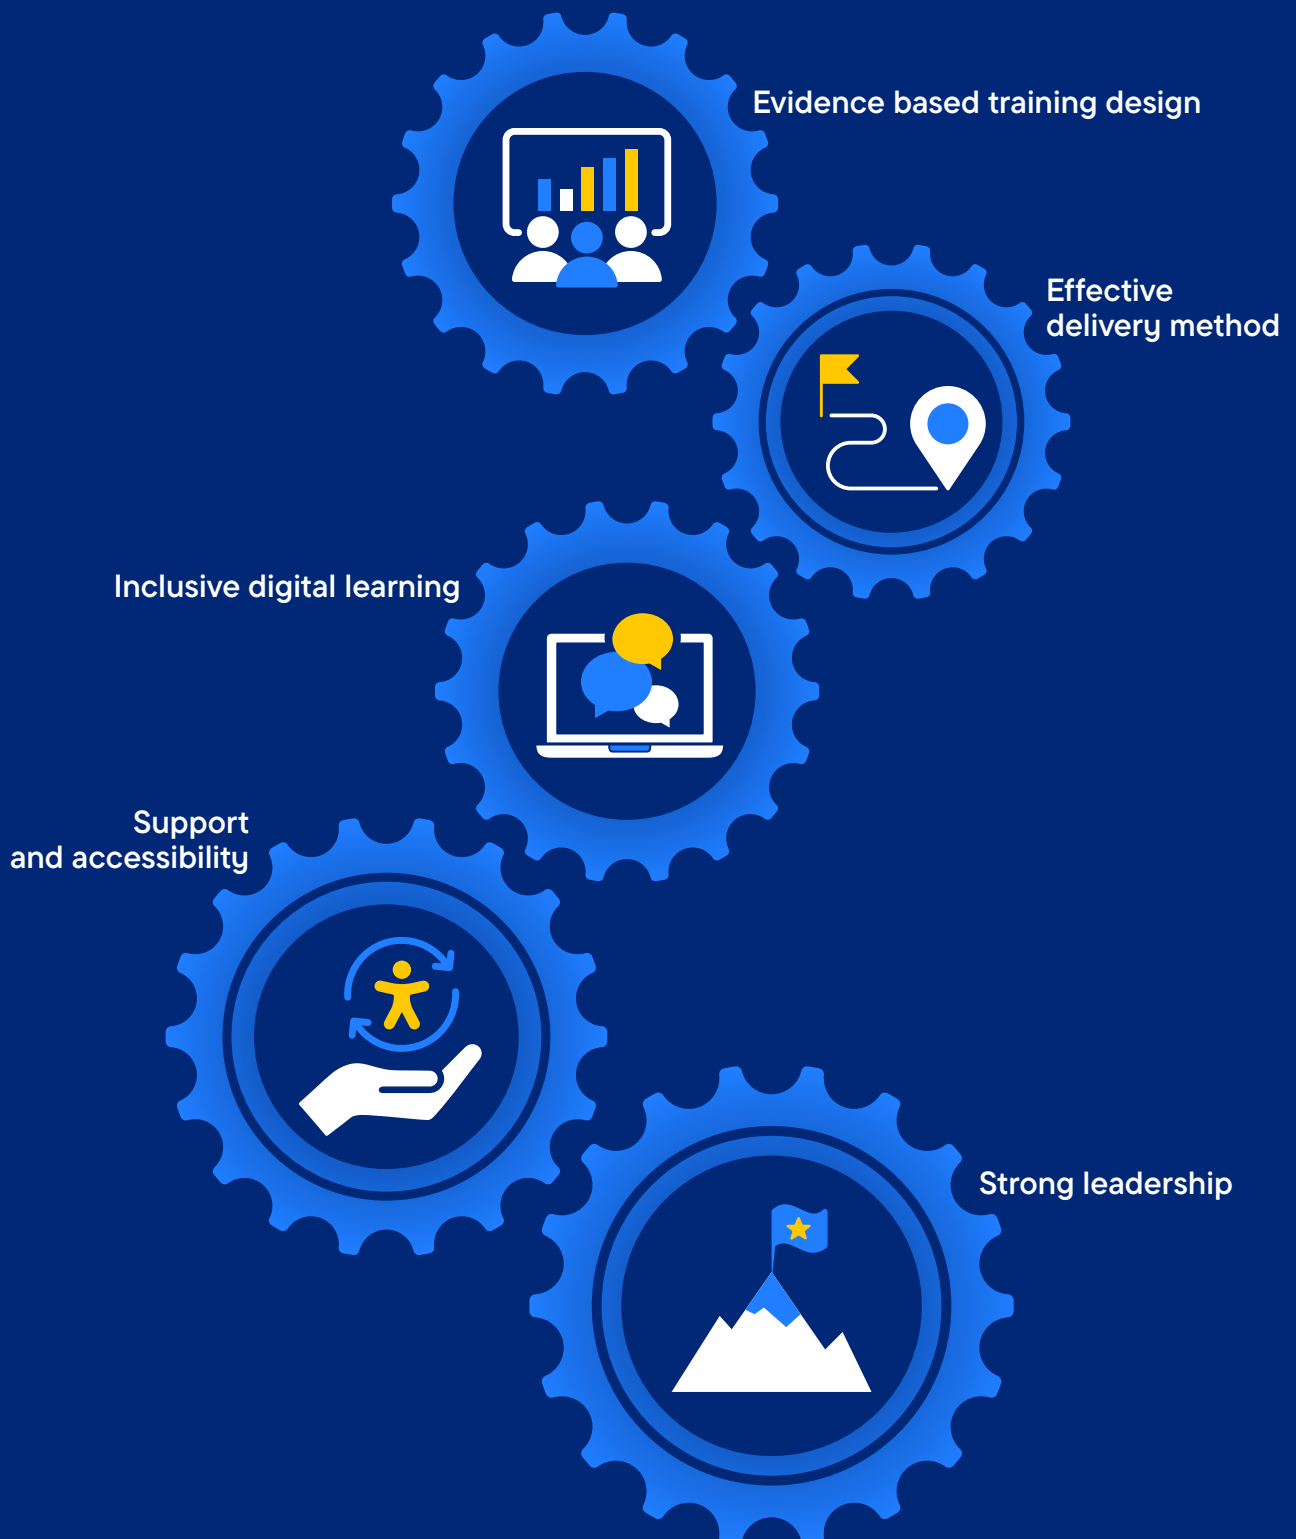 Evidence based training design
Effective
delivery method
Inclusive digital learning
Support
and accessibility
Strong leadership